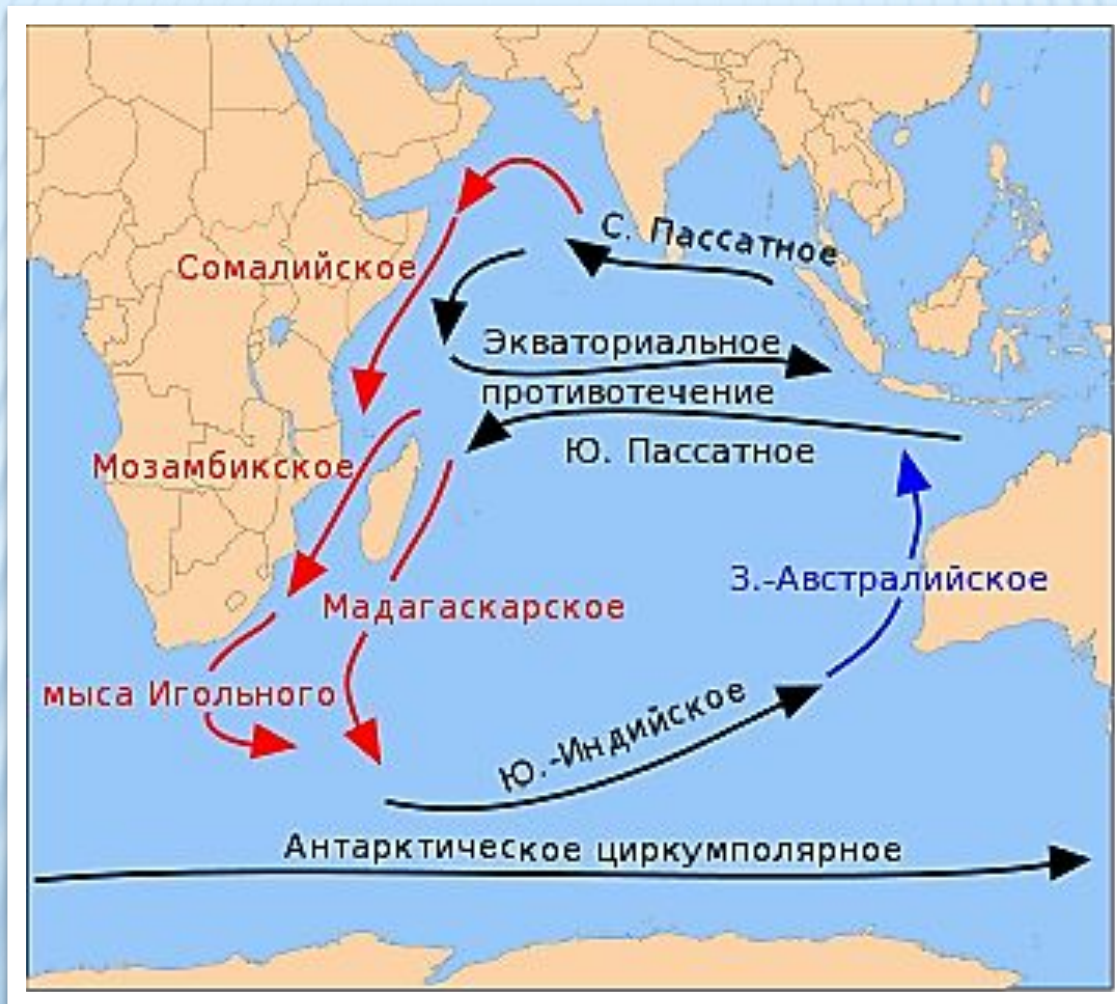 С. Пассатное
Сомалийское
Экваториальное
противотечение
Ю. Пассатное
Мозамбикское
З.-Австралийское
Мадагаскарское
мыса Игольного
Ю.-Индийское
Антарктическое циркумполярное